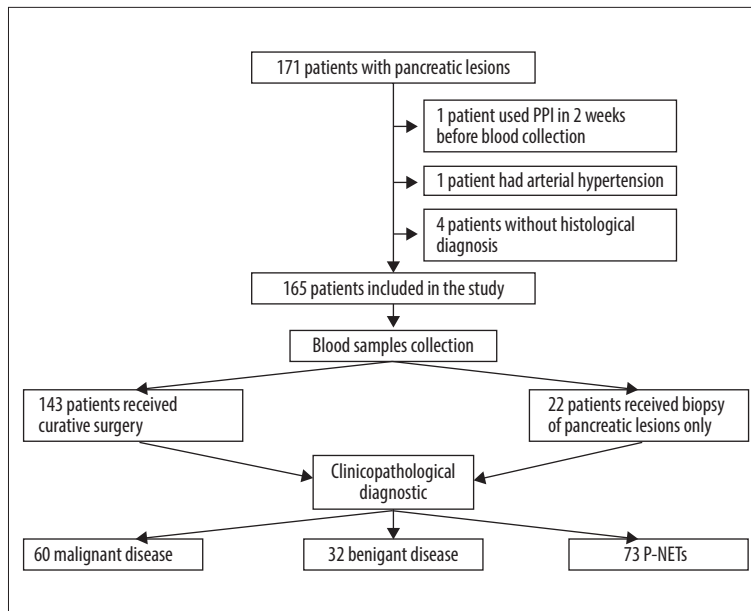 171 patients with pancreatic lesions
1 patient used PPI in 2 weeks
before blood collection
1 patient had arterial hypertension
4 patients without histological
diagnosis
165 patients included in the study
Blood samples collection
143 patients received
curative surgery
22 patients received biopsy
of pancreatic lesions only
Clinicopathological
diagnostic
60 malignant disease
32 benigant disease
73 P-NETs